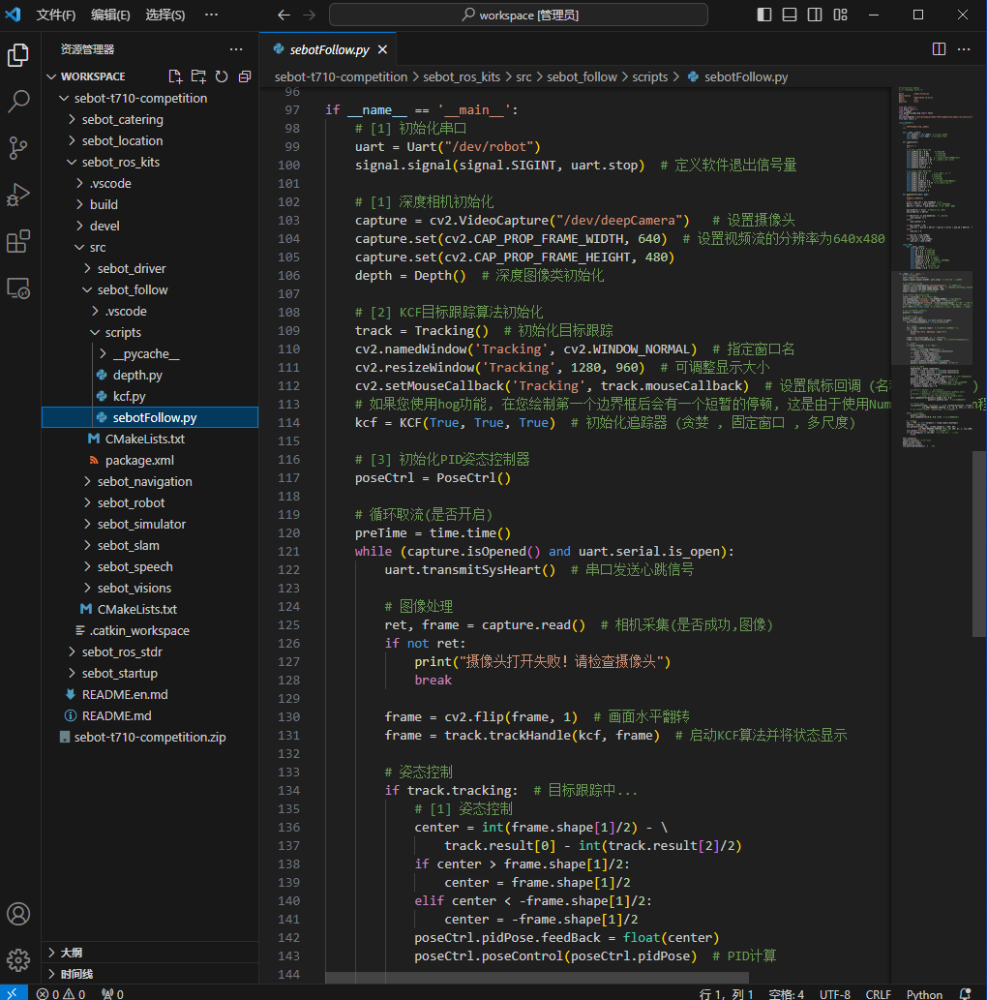 文件(F) 编辑(E) 选择(S) ··· workspace [管理员]
资源管理器 ···
WORKSPACE
sebot-t710-competition
sebot_catering
sebot_location
sebot_ros_kits
.vscode
build
devel
src
sebot_driver
sebot_follow
.vscode
scripts
__pycache__
depth.py
kcf.py
sebotFollow.py
CMakeLists.txt
package.xml
sebot_navigation
sebot_robot
sebot_simulator
sebot_slam
sebot_speech
sebot_visions
CMakeLists.txt
.catkin_workspace
sebot_ros_stdr
sebot_startup
README.en.md
README.md
sebot-t710-competition.zip
大纲
时间线
sebotFollow.py
sebot-t710-competition > sebot_ros_kits > src > sebot_follow > scripts > sebotFollow.py
96
97 if __name__ == '__main__':
98 # [1] 初始化串口
99 uart = Uart("/dev/robot")
100 signal.signal(signal.SIGINT, uart.stop) # 定义软件退出信号量
101
102 # [1] 深度相机初始化
103 capture = cv2.VideoCapture("/dev/deepCamera") # 设置摄像头
104 capture.set(cv2.CAP_PROP_FRAME_WIDTH, 640) # 设置视频流的分辨率为640x480
105 capture.set(cv2.CAP_PROP_FRAME_HEIGHT, 480)
106 depth = Depth() # 深度图像类初始化
107
108 # [2] KCF目标跟踪算法初始化
109 track = Tracking() # 初始化目标跟踪
110 cv2.namedWindow('Tracking', cv2.WINDOW_NORMAL) # 指定窗口名
111 cv2.resizeWindow('Tracking', 1280, 960) # 可调整显示大小
112 cv2.setMouseCallback('Tracking', track.mouseCallback) # 设置鼠标回调 (名 )
113 # 如果您使用hog功能, 在您绘制第一个边界框后会有一个短暂的停顿, 这是由于使用Num n程
114 kcf = KCF(True, True, True) # 初始化追踪器 (贪婪 , 固定窗口 , 多尺度)
115
116 # [3] 初始化PID姿态控制器
117 poseCtrl = PoseCtrl()
118
119 # 循环取流(是否开启)
120 preTime = time.time()
121 while (capture.isOpened() and uart.serial.is_open):
122 uart.transmitSysHeart() # 串口发送心跳信号
123
124 # 图像处理
125 ret, frame = capture.read() # 相机采集(是否成功,图像)
126 if not ret:
127 print("摄像头打开失败! 请检查摄像头")
128 break
129
130 frame = cv2.flip(frame, 1) # 画面水平翻转
131 frame = track.trackHandle(kcf, frame) # 启动KCF算法并将状态显示
132
133 # 姿态控制
134 if track.tracking: # 目标跟踪中...
135 # [1] 姿态控制
136 center = int(frame.shape[1]/2) - \
137 track.result[0] - int(track.result[2]/2)
138 if center > frame.shape[1]/2:
139 center = frame.shape[1]/2
140 elif center < -frame.shape[1]/2:
141 center = -frame.shape[1]/2
142 poseCtrl.pidPose.feedBack = float(center)
143 poseCtrl.poseControl(poseCtrl.pidPose) # PID计算
144
0 0 0 行 1, 列 1 空格: 4 UTF-8 CRLF Python